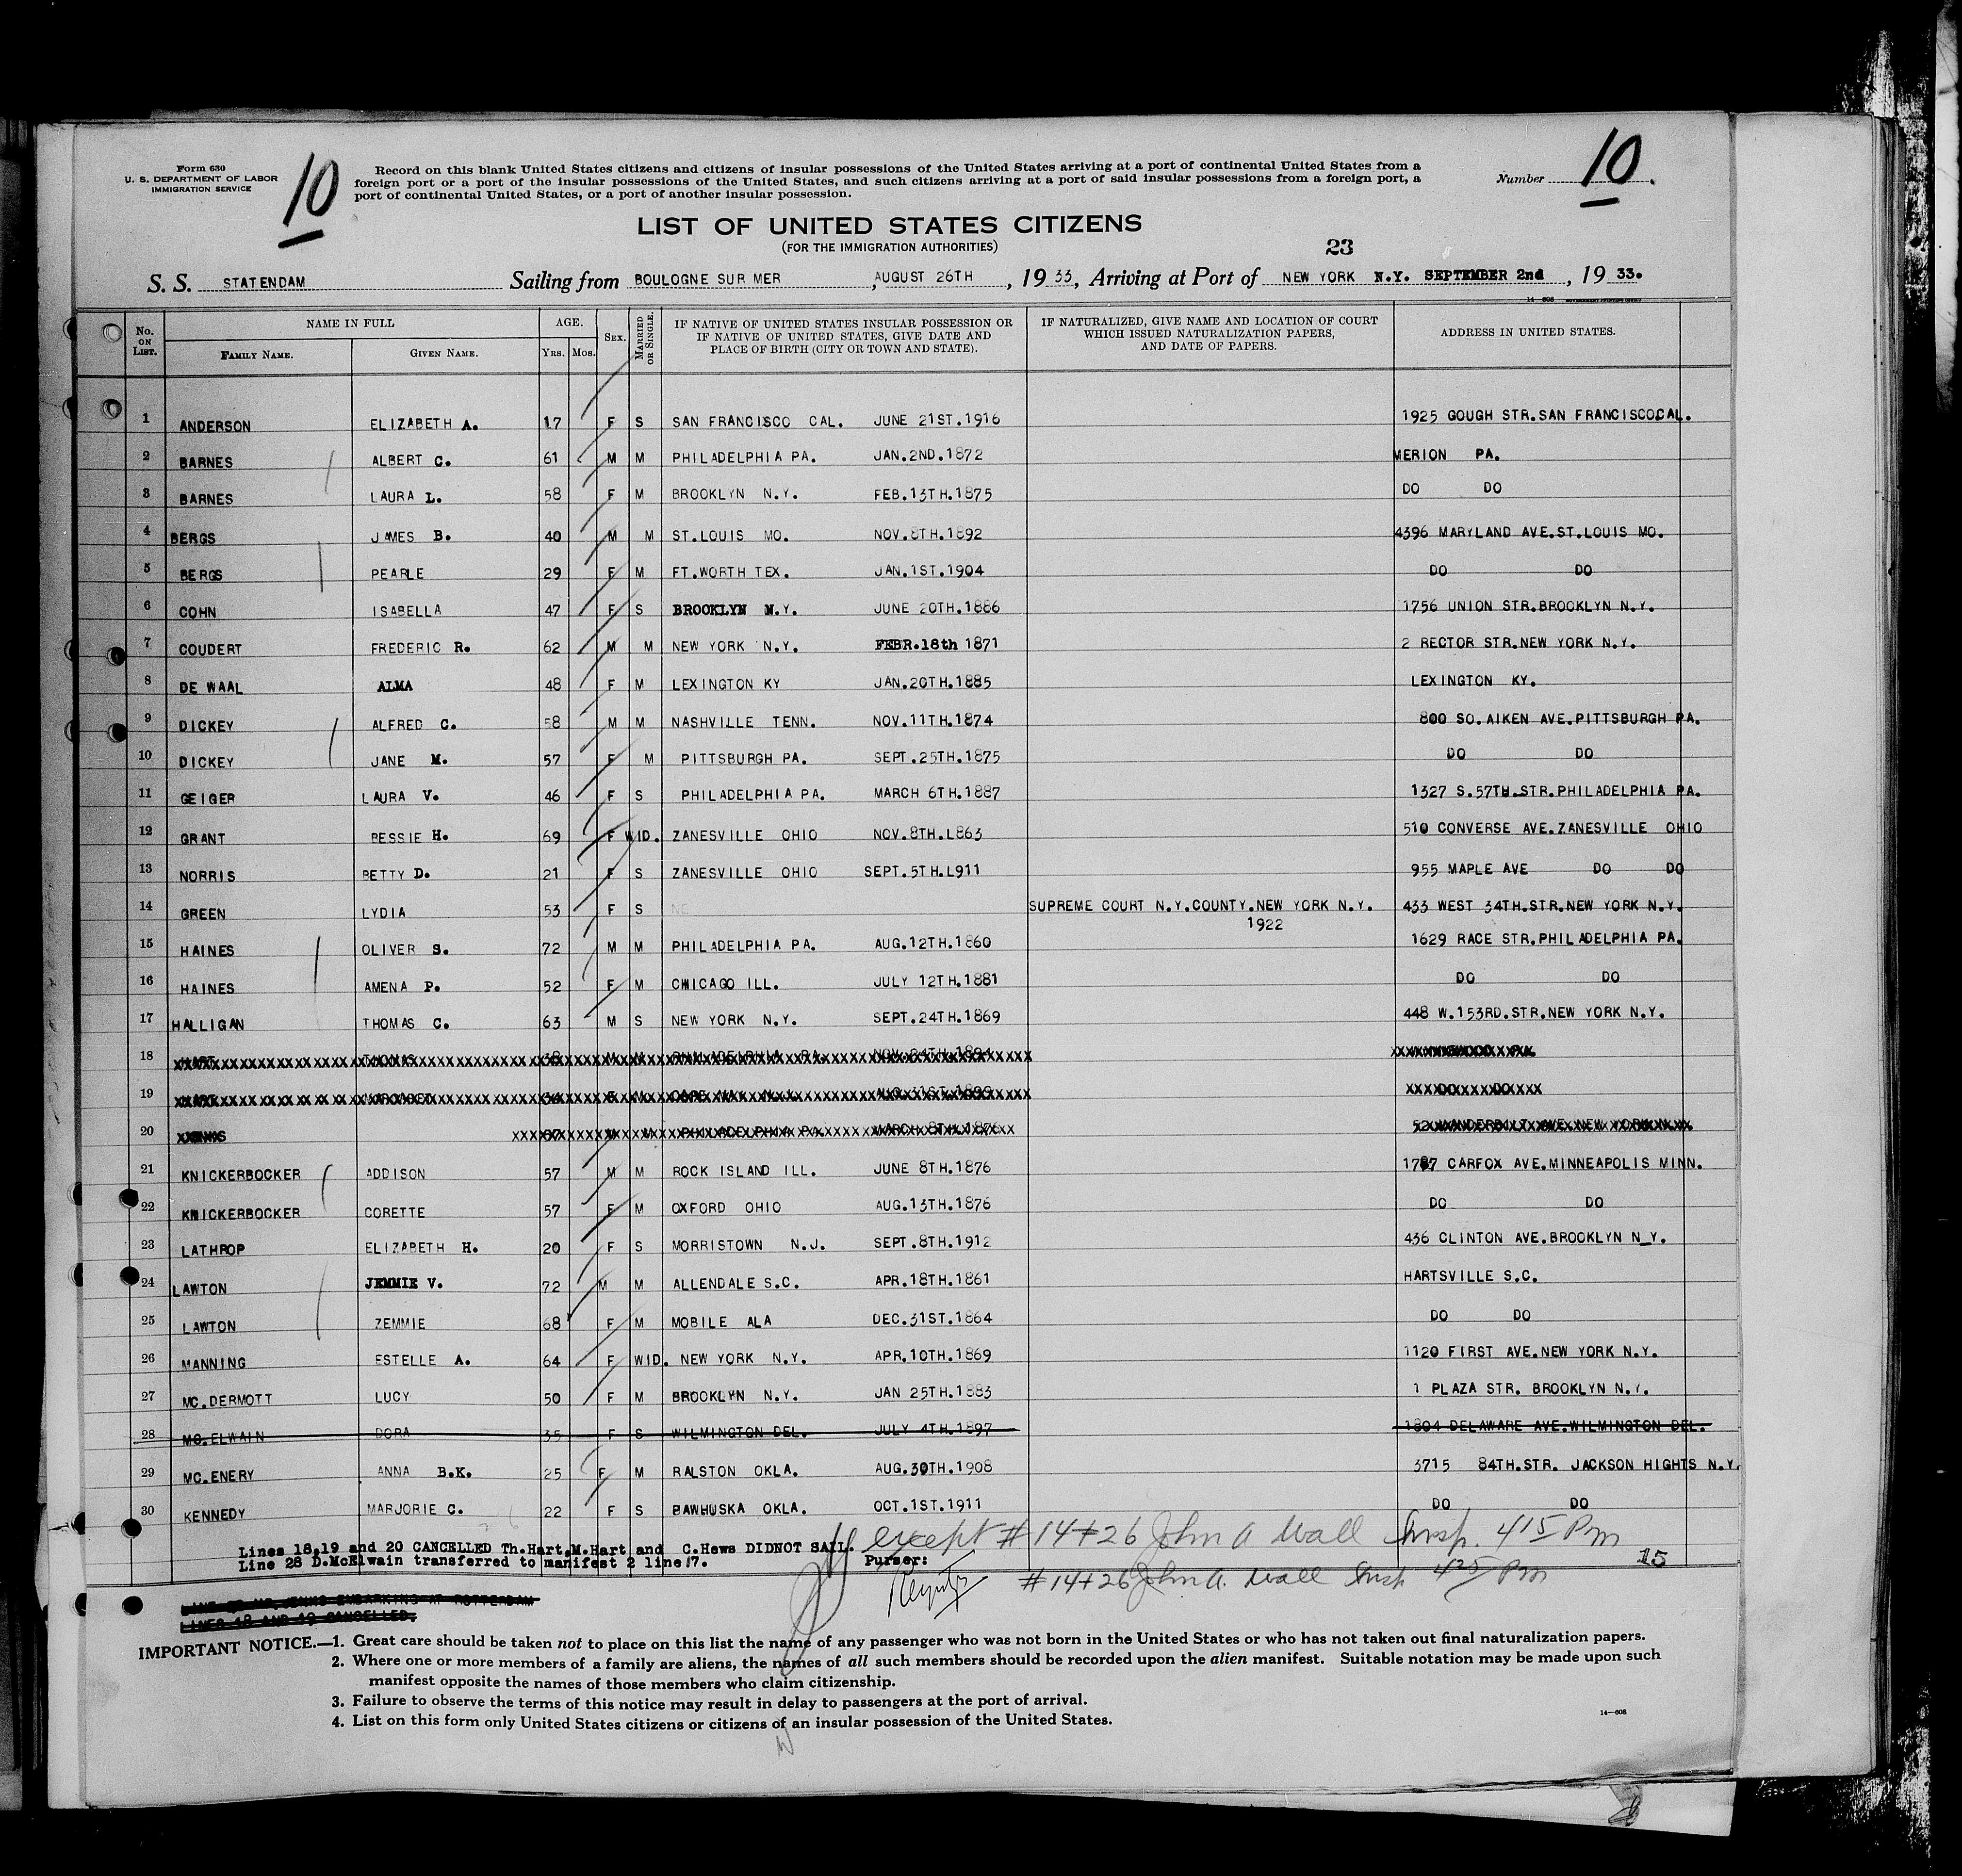 Form 630
U. S. DEPARTMENT OF LABOR
IMMIGRATION SERVICE
10
Record on this blank United States citizens and citizens of insular possessions of the United States arriving at a port of continental United States from a
foreign port or a port of the insular possessions of the United States, and such citizens arriving at a port of said insular possessions from a foreign port, a
port of continental United States, or a port of another insular possession.
Number 10
LIST OF UNITED STATES CITIZENS
(FOR THE IMMIGRATION AUTHORITIES)
23
S. S. STATENDAM Sailing from BOULOGNE SUR MER, AUGUST 26TH, 1933, Arriving at Port of NEW YORK N.Y. SEPTEMBER 2nd, 1933.
14—608
No. ON LIST. NAME IN FULL FAMILY NAME. GIVEN NAME. AGE. YRS. MOS. SEX. MARRIED OR SINGLE. IF NATIVE OF UNITED STATES INSULAR POSSESSION OR IF NATIVE OF UNITED STATES, GIVE DATE AND PLACE OF BIRTH (CITY OR TOWN AND STATE). IF NATURALIZED, GIVE NAME AND LOCATION OF COURT WHICH ISSUED NATURALIZATION PAPERS, AND DATE OF PAPERS. ADDRESS IN UNITED STATES.
1 ANDERSON ELIZABETH A. 17 F S SAN FRANCISCO CAL. JUNE 21ST.1916 1925 GOUGH STR.SAN FRANCISCO.CAL.
2 BARNES ALBERT C. 61 M M PHILADELPHIA PA. JAN.2ND.1872 MERION PA.
3 BARNES LAURA L. 58 F M BROOKLYN N.Y. FEB.13TH.1875 DO DO
4 BERGS JAMES B. 40 M M ST.LOUIS MO. NOV.8TH.1892 4396 MARYLAND AVE.ST.LOUIS MO.
5 BERGS PEARLE 29 F M FT.WORTH TEX. JAN.1ST.1904 DO DO
6 COHN ISABELLA 47 F S BROOKLYN N.Y. JUNE 20TH.1886 1756 UNION STR.BROOKLYN N.Y.
7 COUDERT FREDERIC R. 62 M M NEW YORK N.Y. FEBR.18th 1871 2 RECTOR STR.NEW YORK N.Y.
8 DE WAAL ALMA 48 F M LEXINGTON KY JAN.20TH.1885 LEXINGTON KY.
9 DICKEY ALFRED C. 58 M M NASHVILLE TENN. NOV.11TH.1874 800 SO.AIKEN AVE.PITTSBURGH PA.
10 DICKEY JANE M. 57 F M PITTSBURGH PA. SEPT.25TH.1875 DO DO
11 GEIGER LAURA V. 46 F S PHILADELPHIA PA. MARCH 6TH.1887 1327 S.57TH.STR.PHILADELPHIA PA.
12 GRANT BESSIE H. 69 F WID. ZANESVILLE OHIO NOV.8TH.L863 510 CONVERSE AVE.ZANESVILLE OHIO
13 NORRIS BETTY D. 21 F S ZANESVILLE OHIO SEPT.5TH.L911 955 MAPLE AVE DO DO
14 GREEN LYDIA 53 F S NE SUPREME COURT N.Y.COUNTY.NEW YORK N.Y. 433 WEST 34TH.STR.NEW YORK N.Y.
1922
15 HAINES OLIVER S. 72 M M PHILADELPHIA PA. AUG.12TH.1860 1629 RACE STR.PHILADELPHIA PA.
16 HAINES AMENA P. 52 F M CHICAGO ILL. JULY 12TH.1881 DO DO
17 HALLIGAN THOMAS C. 63 M S NEW YORK N.Y. SEPT.24TH.1869 448 W.153RD.STR.NEW YORK N.Y.
18 HART THOMAS
19
20
21 KNICKERBOCKER ADDISON 57 M M ROCK ISLAND ILL. JUNE 8TH.1876 CARFOX AVE.MINNEAPOLIS MINN.
22 KNICKERBOCKER CORETTE 57 F M OXFORD OHIO AUG.13TH.1876 DO DO
23 LATHROP ELIZABETH H. 20 F S MORRISTOWN N.J. SEPT.8TH.1912 436 CLINTON AVE.BROOKLYN N.Y.
24 LAWTON JEMMIE V. 72 M M ALLENDALE S.C. APR.18TH.1861 HARTSVILLE S.C.
25 LAWTON ZEMMIE 68 F M MOBILE ALA DEC.31ST.1864 DO DO
26 MANNING ESTELLE A. 64 F WID. NEW YORK N.Y. APR.10TH.1869 1120 FIRST AVE.NEW YORK N.Y.
27 MC.DERMOTT LUCY 50 F M BROOKLYN N.Y. JAN 25TH.1883 1 PLAZA STR. BROOKLYN N.Y.
28 MC.ELWAIN DORA 35 F S WILMINGTON DEL. JULY 4TH.1897 1804 DELAWARE AVE.WILMINGTON DEL.
29 MC.ENERY ANNA B.K. 25 F M RALSTON OKLA. AUG.30TH.1908 3715 84TH.STR. JACKSON HIGHTS N.Y.
30 KENNEDY MARJORIE C. 22 F S PAWHUSKA OKLA. OCT.1ST.1911 DO DO
except #14+26 John A Wall Insp. 415 Pm
Lines 18,19 and 20 CANCELLED Th.Hart,M.Hart and C.Hews DIDNOT SAIL.
Line 28 D.McElwain transferred to manifest 2 line 7. Purser: 15
#14+26 John A. Wall Insp 425 Pm
LINES 18 AND 19 CANCELLED.
IMPORTANT NOTICE.—1. Great care should be taken not to place on this list the name of any passenger who was not born in the United States or who has not taken out final naturalization papers.
2. Where one or more members of a family are aliens, the names of all such members should be recorded upon the alien manifest. Suitable notation may be made upon such
manifest opposite the names of those members who claim citizenship.
3. Failure to observe the terms of this notice may result in delay to passengers at the port of arrival.
4. List on this form only United States citizens or citizens of an insular possession of the United States.
14—608